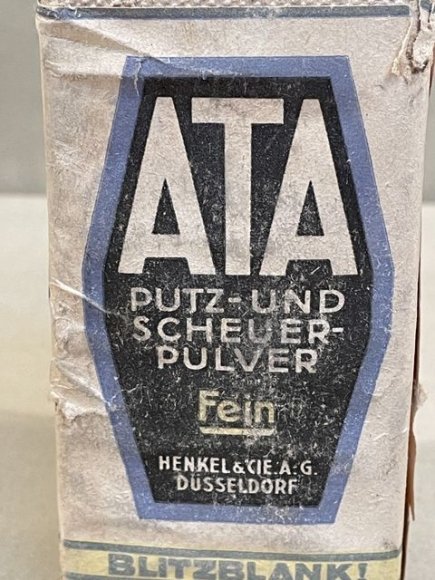 ATA
PUTZ-UND
SCHEUER-
PULVER
Fein
HENKEL & CIE. A. G.
DÜSSELDORF
BLITZBLANK!